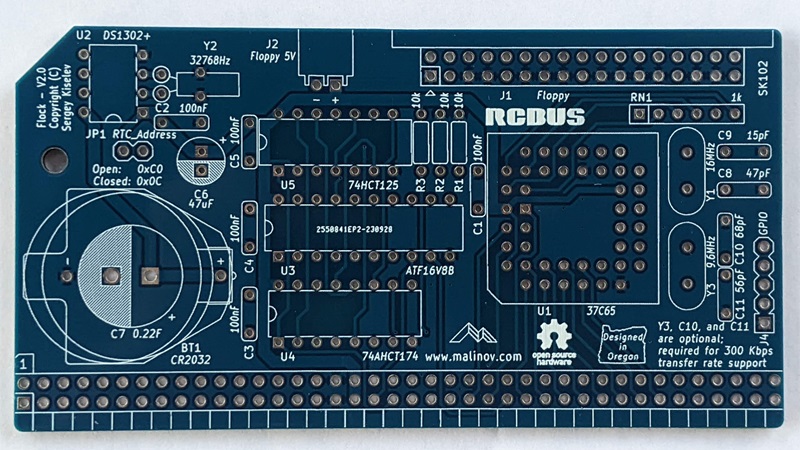 U2 DS1302+
Y2
32768Hz
J2
Floppy 5V
- +
Flock - V2.0
Copyright (C)
Sergey Kiselev
C2 100nF
JP1 RTC_Address
Open: 0xC0
Closed: 0x0C
C6
47uF
C5 100nF
U5 74HCT125
10k
10k
10k
R3
R2
R1
100nF
C1
J1 Floppy
SK102
RN1 1k
RCBUS
C9 15pF
16MHz
Y1
C8 47pF
C4 100nF
2550841EP2-230928
U3 ATF16V8B
9.6MHz
Y3
C10 68pF
C11 56pF
GPIO
J4
U1 37C65
C7 0.22F
+
- +
BT1
CR2032
C3 100nF
U4 74AHCT174
www.malinov.com
open source
hardware
Designed
in
Oregon
Y3, C10, and C11
are optional;
required for 300 Kbps
transfer rate support
1